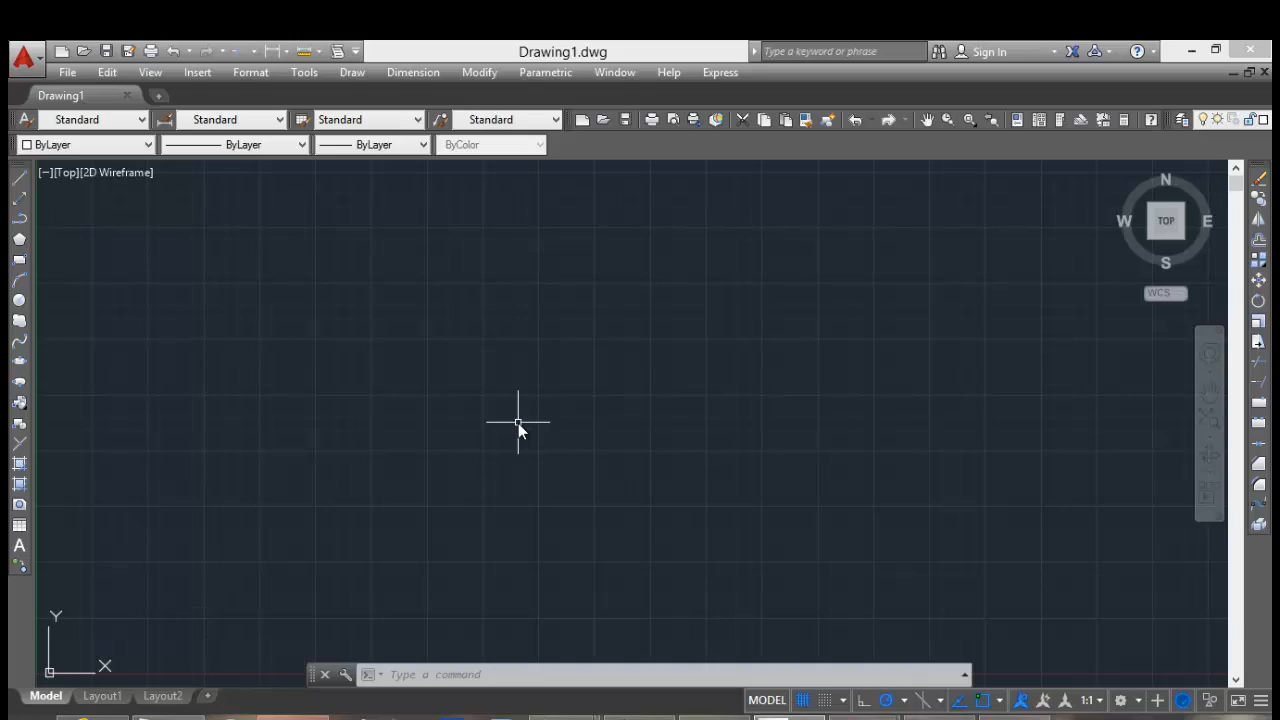 Drawing1.dwg
Type a keyword or phrase
Sign In
File Edit View Insert Format Tools Draw Dimension Modify Parametric Window Help Express
Drawing1
Standard Standard Standard Standard
ByLayer ByLayer ByLayer ByColor
[−][Top][2D Wireframe]
N
W TOP E
S
WCS
A
Y
X
Type a command
Model Layout1 Layout2 MODEL 1:1